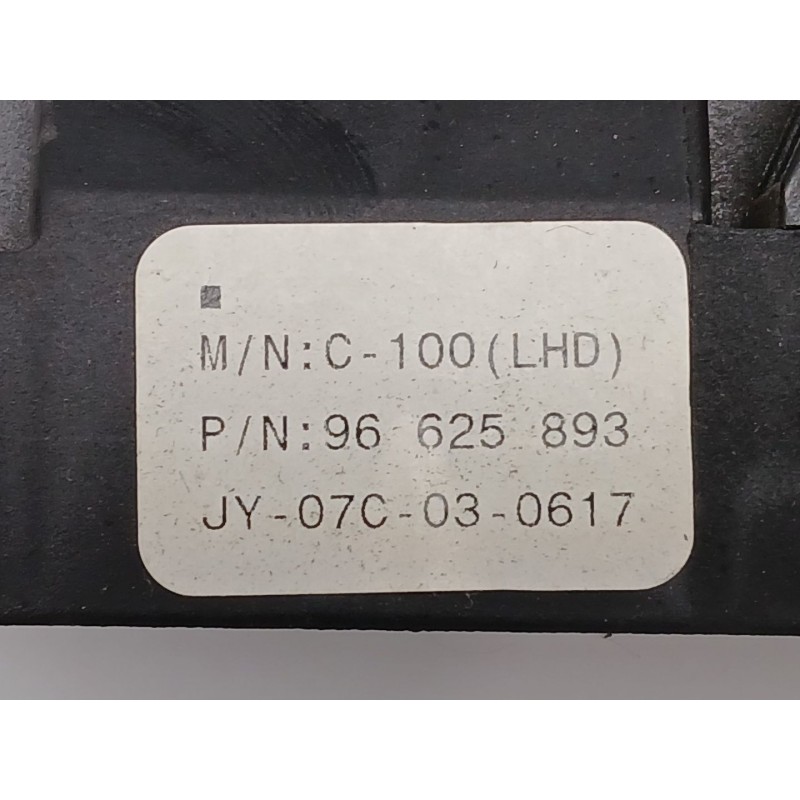 M/N:C-100(LHD)
P/N:96 625 893
JY-07C-03-0617